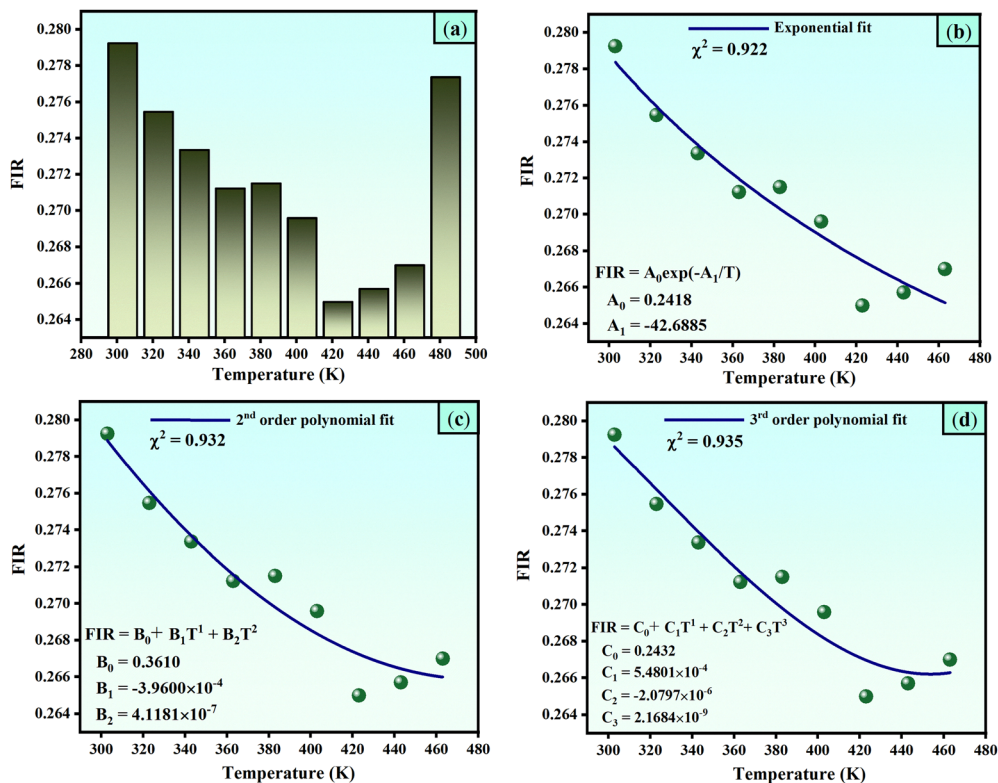 (a)
0.280
0.278
0.276
0.274
0.272
0.270
0.268
0.266
0.264
FIR
280 300 320 340 360 380 400 420 440 460 480 500
Temperature (K)
(b)
Exponential fit
χ² = 0.922
0.280
0.278
0.276
0.274
0.272
0.270
0.268
0.266
0.264
FIR
FIR = A₀exp(-A₁/T)
A₀ = 0.2418
A₁ = -42.6885
300 320 340 360 380 400 420 440 460 480
Temperature (K)
(c)
2ⁿᵈ order polynomial fit
χ² = 0.932
0.280
0.278
0.276
0.274
0.272
0.270
0.268
0.266
0.264
FIR
FIR = B₀+ B₁T¹ + B₂T²
B₀ = 0.3610
B₁ = -3.9600×10⁻⁴
B₂ = 4.1181×10⁻⁷
300 320 340 360 380 400 420 440 460 480
Temperature (K)
(d)
3ʳᵈ order polynomial fit
χ² = 0.935
0.280
0.278
0.276
0.274
0.272
0.270
0.268
0.266
0.264
FIR
FIR = C₀+ C₁T¹ + C₂T²+ C₃T³
C₀ = 0.2432
C₁ = 5.4801×10⁻⁴
C₂ = -2.0797×10⁻⁶
C₃ = 2.1684×10⁻⁹
300 320 340 360 380 400 420 440 460 480
Temperature (K)